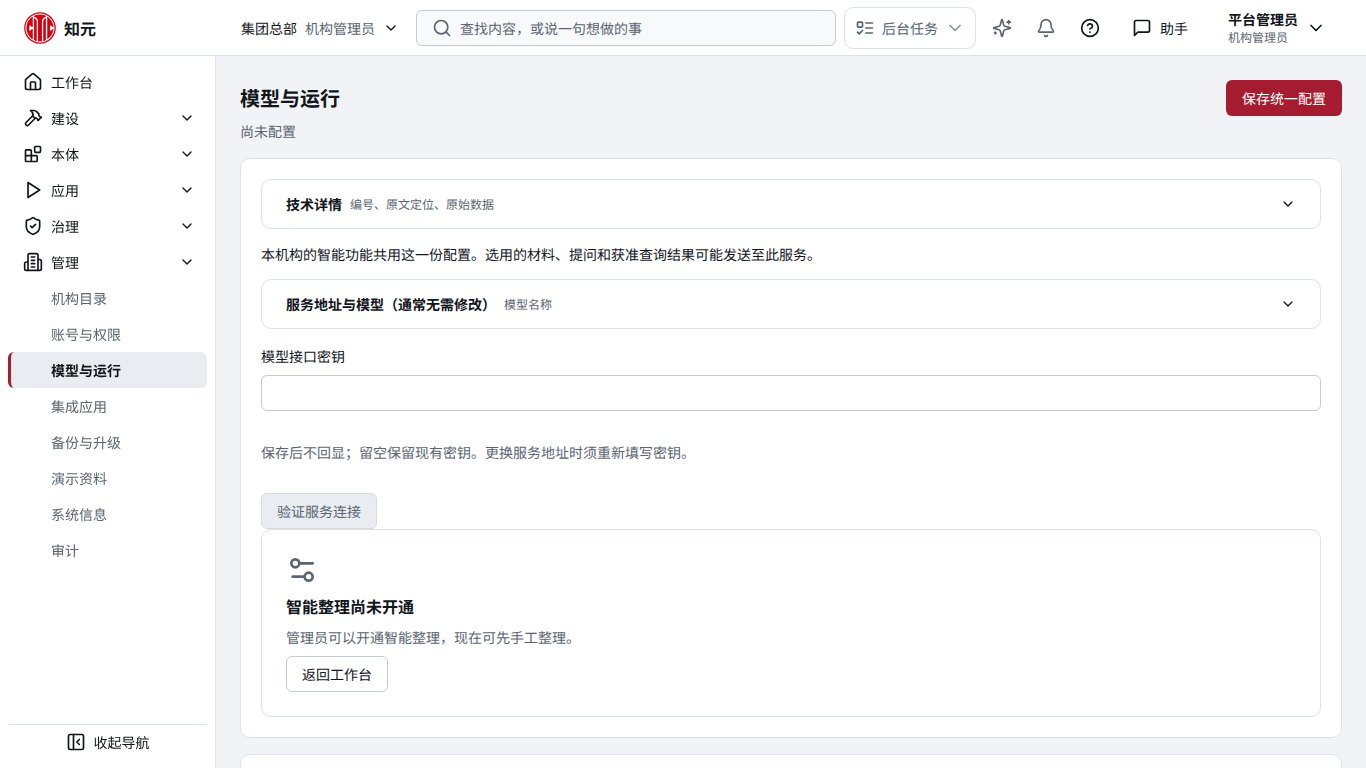 知元
集团总部 机构管理员
查找内容，或说一句想做的事
后台任务
助手
平台管理员
机构管理员
工作台
建设
本体
应用
治理
管理
机构目录
账号与权限
模型与运行
集成应用
备份与升级
演示资料
系统信息
审计
收起导航
模型与运行
保存统一配置
尚未配置
技术详情 编号、原文定位、原始数据
本机构的智能功能共用这一份配置。选用的材料、提问和获准查询结果可能发送至此服务。
服务地址与模型（通常无需修改） 模型名称
模型接口密钥
保存后不回显；留空保留现有密钥。更换服务地址时须重新填写密钥。
验证服务连接
智能整理尚未开通
管理员可以开通智能整理，现在可先手工整理。
返回工作台